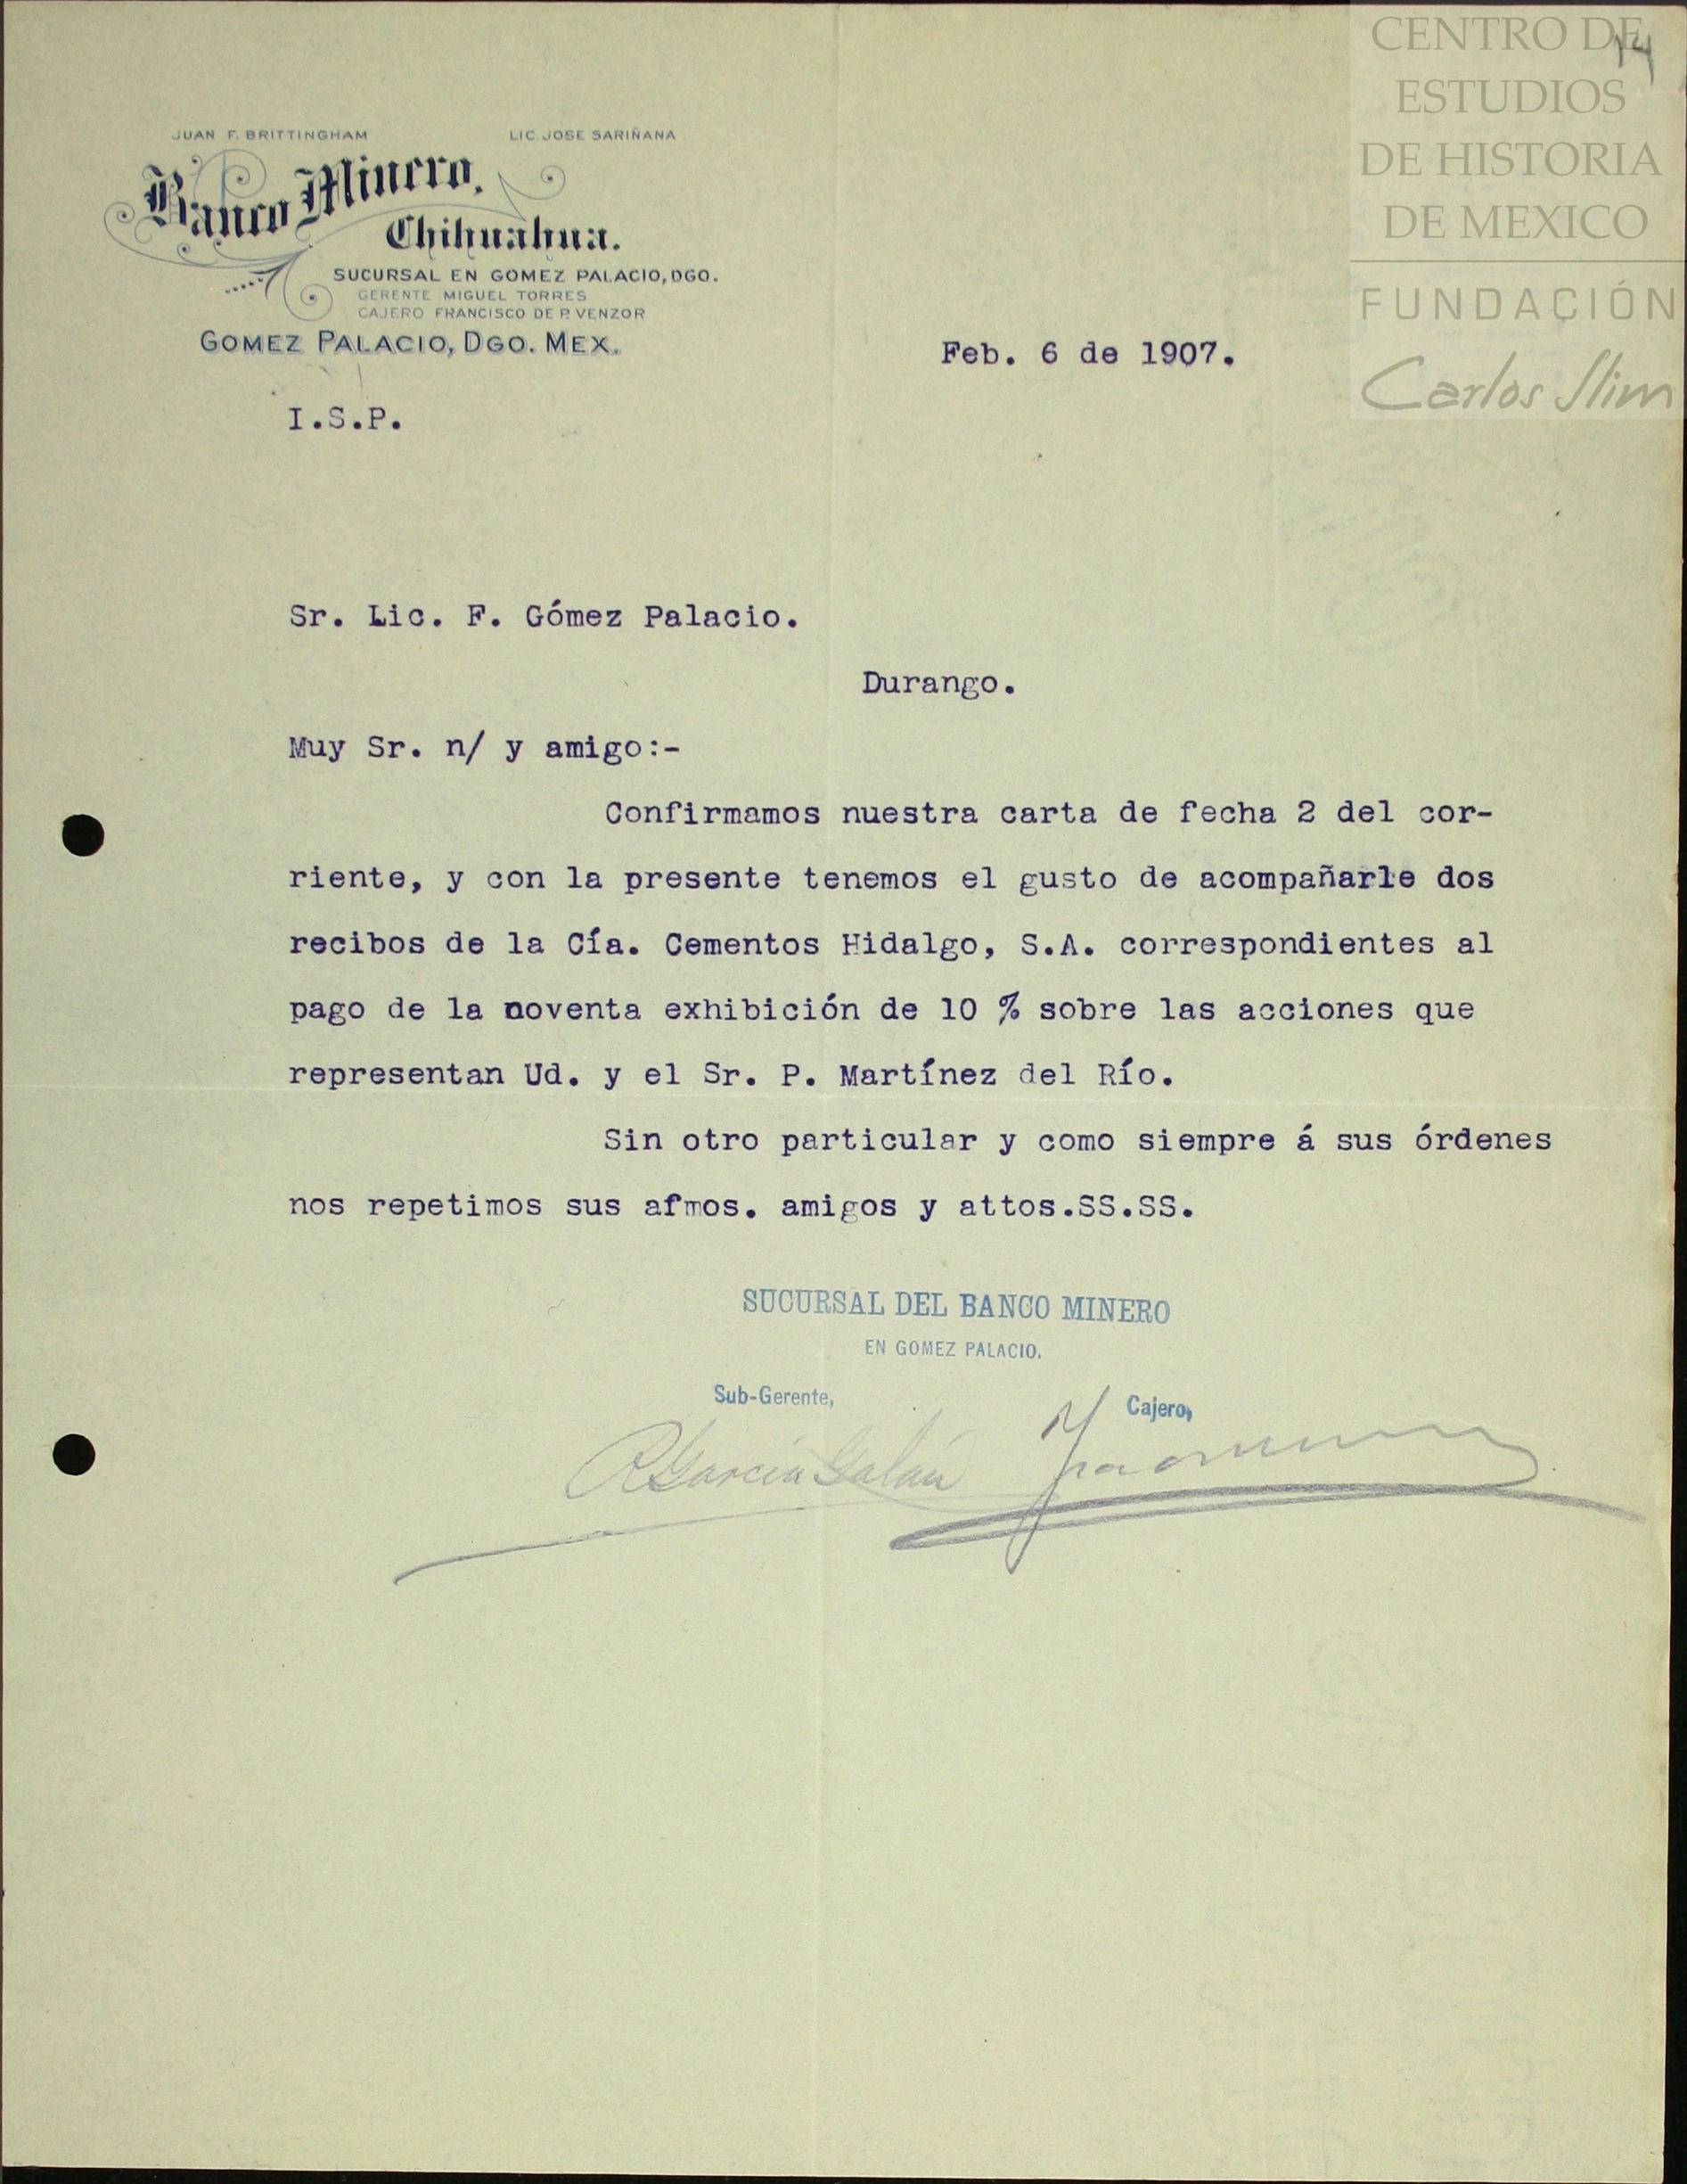 CENTRO DE
ESTUDIOS
DE HISTORIA
DE MEXICO
FUNDACIÓN
Carlos Slim
14
JUAN F. BRITTINGHAM LIC. JOSE SARIÑANA
Banco Minero,
Chihuahua.
SUCURSAL EN GOMEZ PALACIO, DGO.
GERENTE MIGUEL TORRES
CAJERO FRANCISCO DE P. VENZOR
GOMEZ PALACIO, DGO. MEX.
Feb. 6 de 1907.
I.S.P.
Sr. Lic. F. Gómez Palacio.
Durango.
Muy Sr. n/ y amigo:-
Confirmamos nuestra carta de fecha 2 del cor-
riente, y con la presente tenemos el gusto de acompañarle dos
recibos de la Cía. Cementos Hidalgo, S.A. correspondientes al
pago de la noventa exhibición de 10 % sobre las acciones que
representan Ud. y el Sr. P. Martínez del Río.
Sin otro particular y como siempre á sus órdenes
nos repetimos sus afmos. amigos y attos.SS.SS.
SUCURSAL DEL BANCO MINERO
EN GOMEZ PALACIO.
Sub-Gerente, Cajero,
García Galán